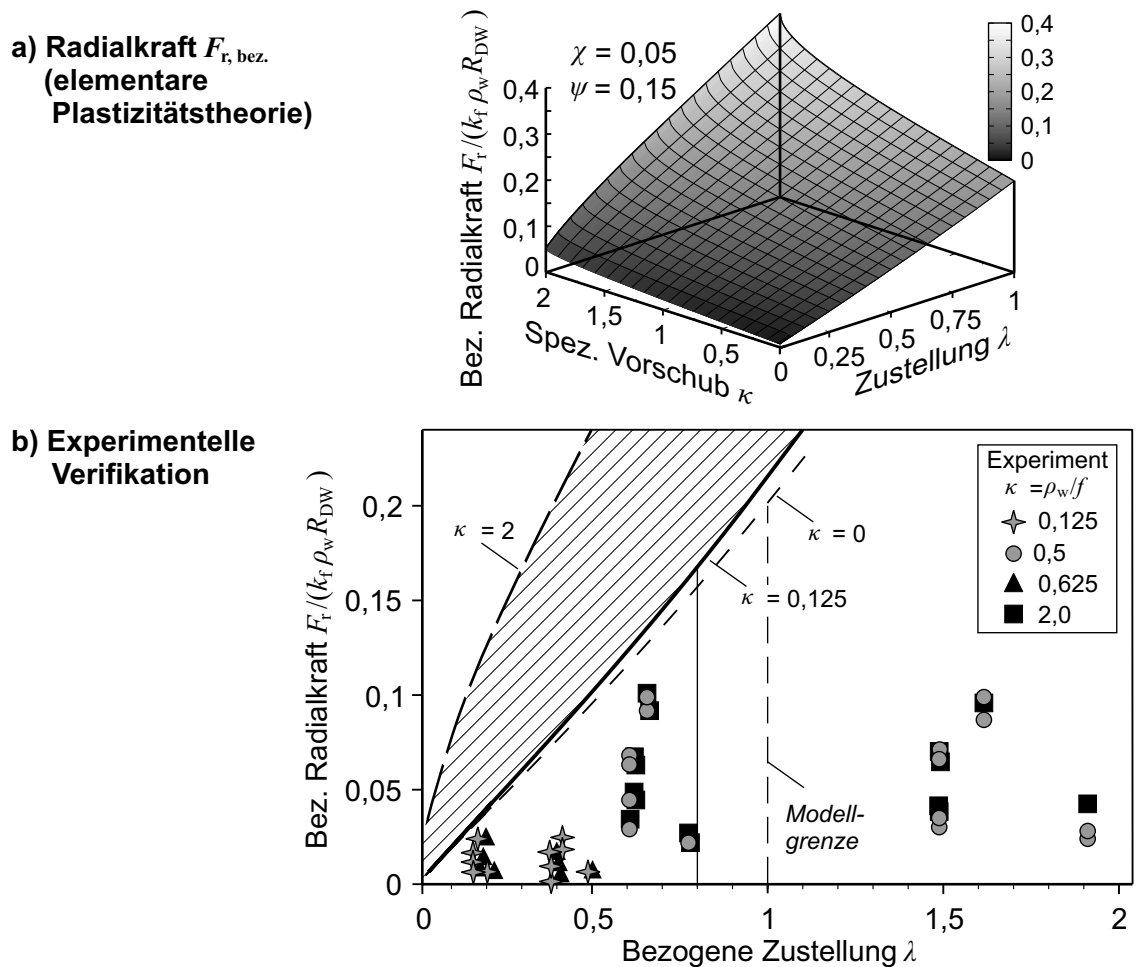 a) Radialkraft F_r, bez.
(elementare
Plastizitätstheorie)
χ = 0,05
ψ = 0,15
Bez. Radialkraft F_r/(k_f ρ_w R_DW)
0,4
0,3
0,2
0,1
0
2
1,5
1
0,5
0
Spez. Vorschub κ
0,25
0,5
0,75
1
Zustellung λ
0,4
0,3
0,2
0,1
0
b) Experimentelle
Verifikation
Bez. Radialkraft F_r/(k_f ρ_w R_DW)
0,2
0,15
0,1
0,05
0
κ = 2
κ = 0
κ = 0,125
Modell-
grenze
Experiment
κ =ρ_w/f
0,125
0,5
0,625
2,0
0
0,5
1
1,5
2
Bezogene Zustellung λ